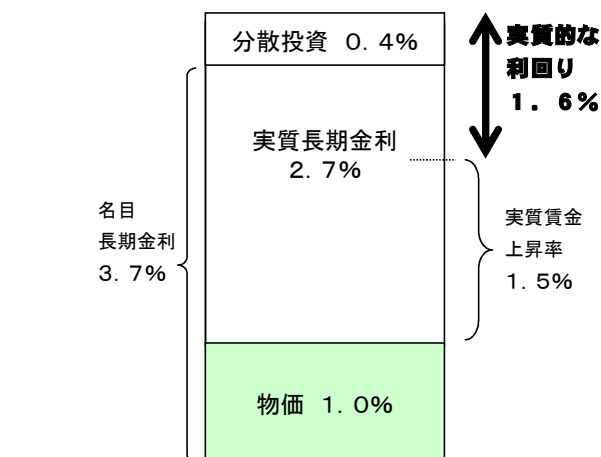 分散投資 0.4%
実質的な
利回り
1.6%
実質長期金利
2.7%
名目
長期金利
3.7%
実質賃金
上昇率
1.5%
物価 1.0%